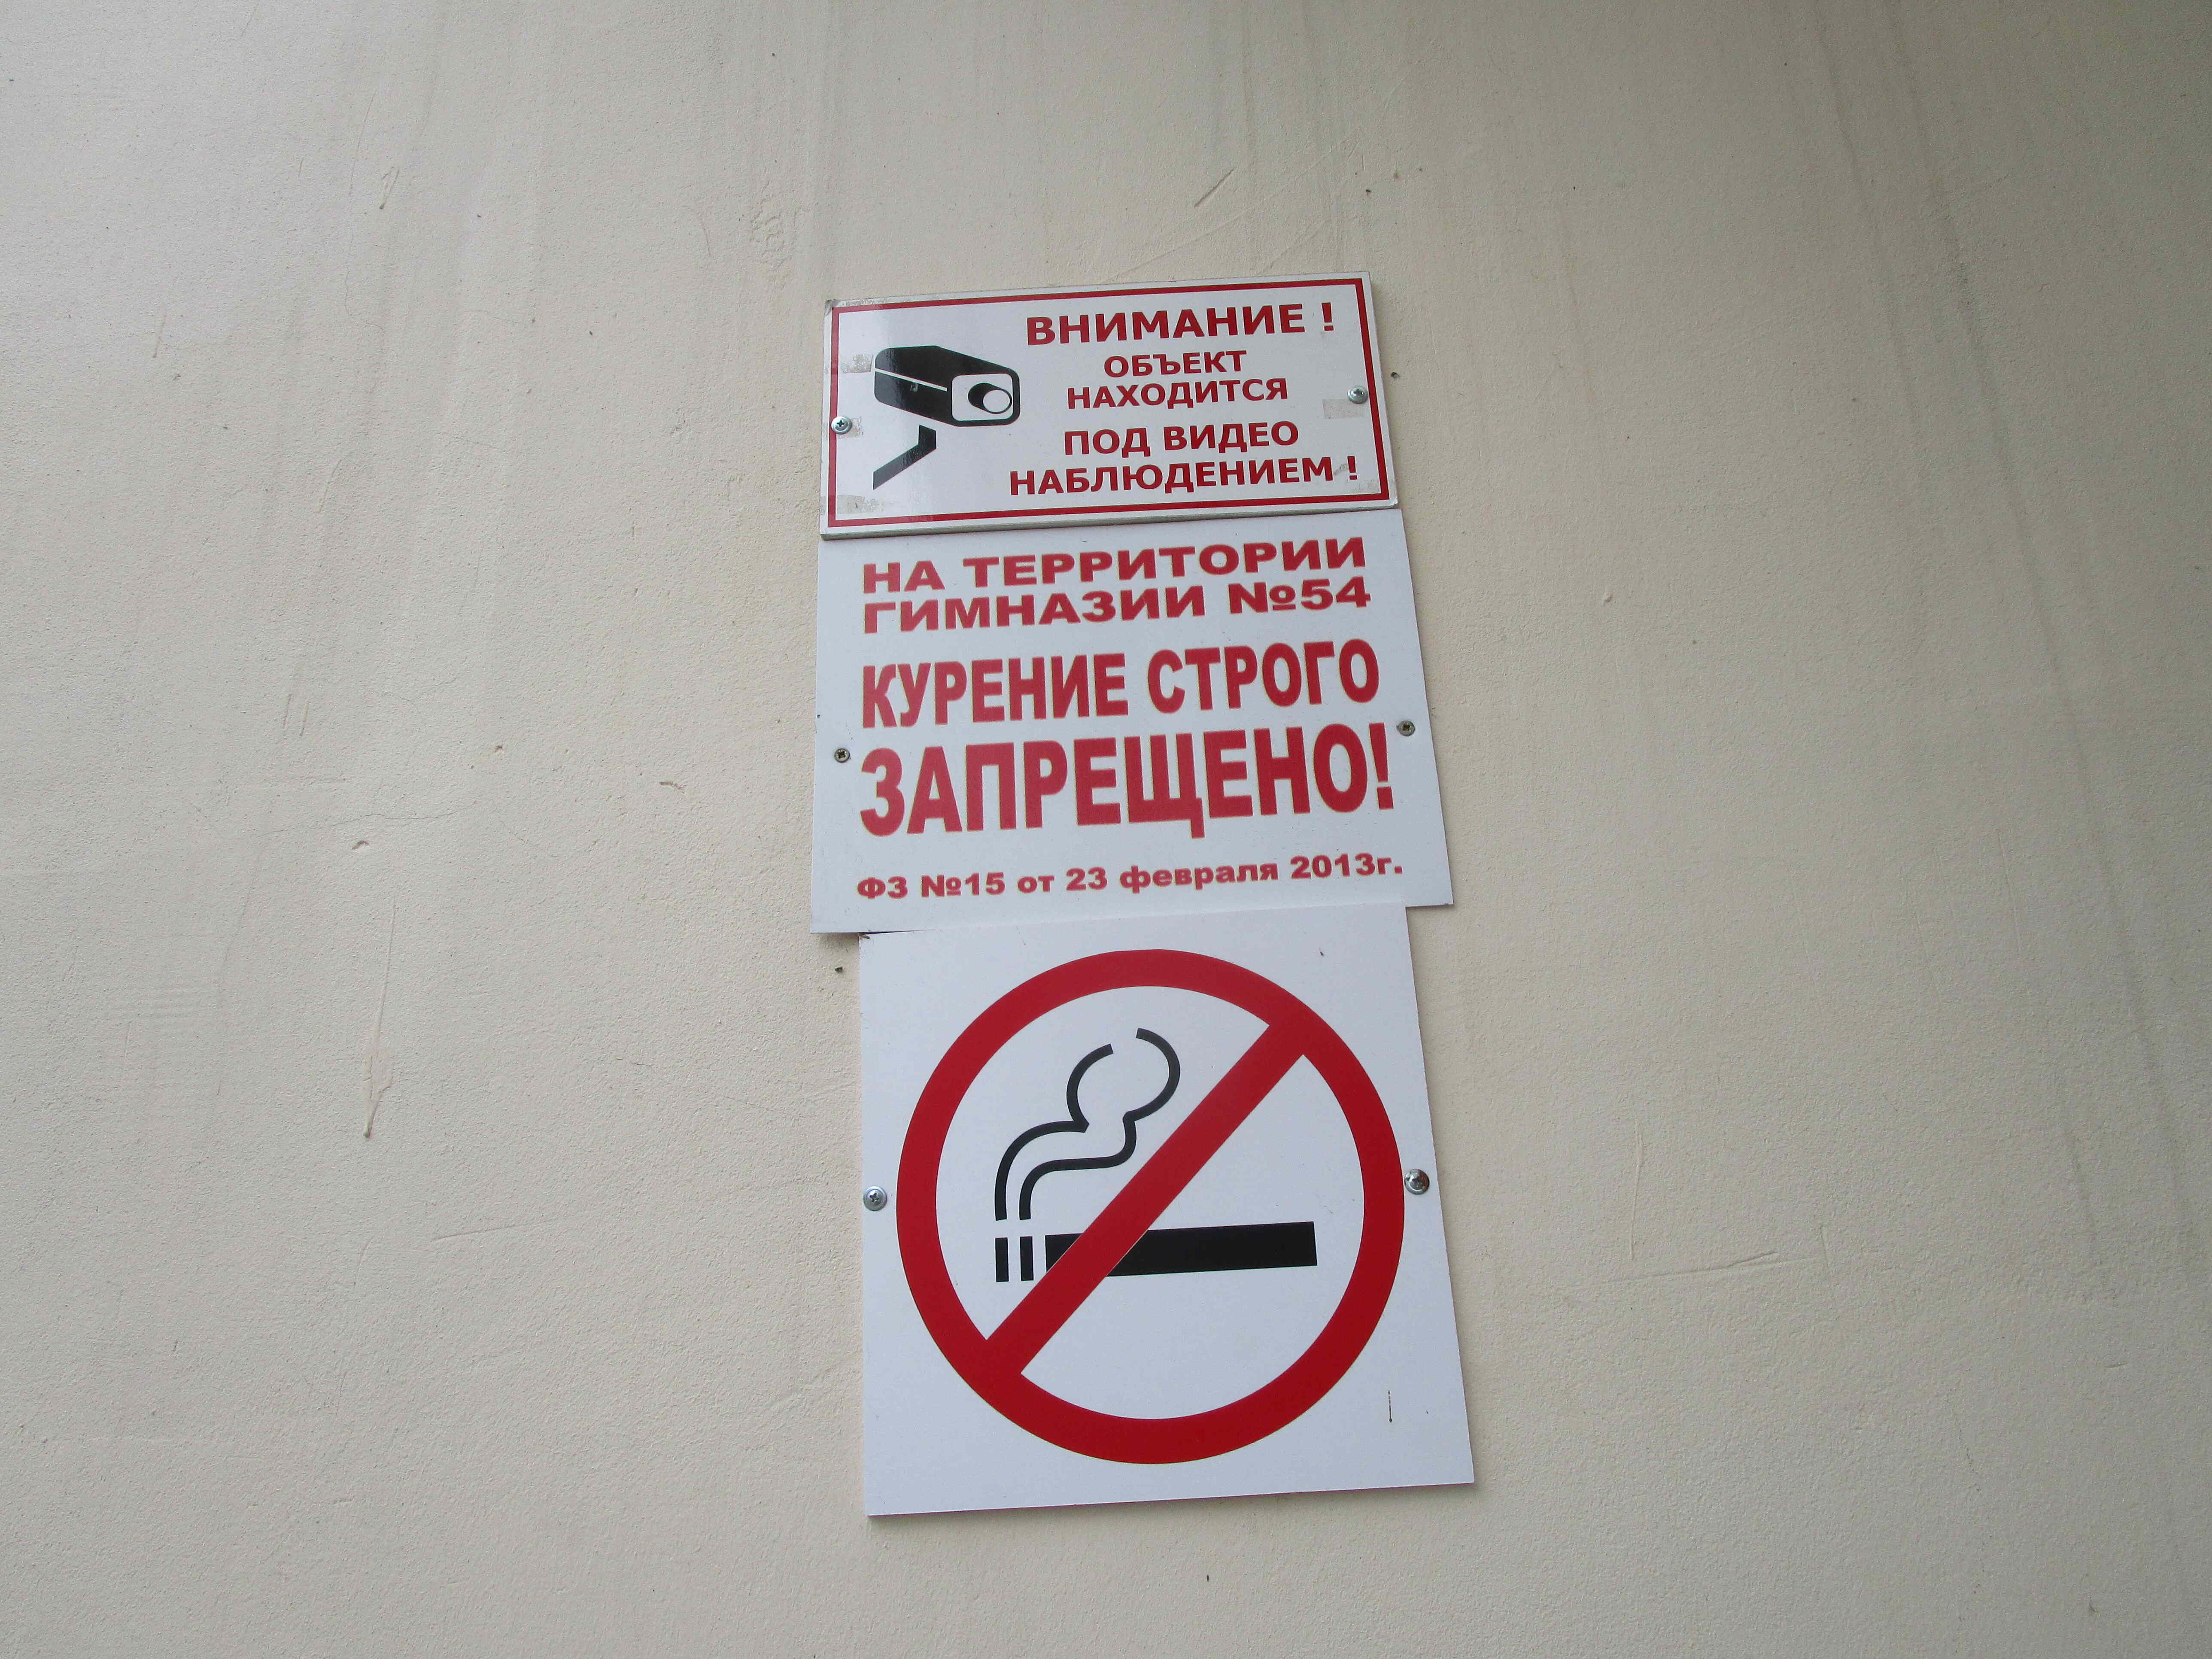 ВНИМАНИЕ !
ОБЪЕКТ
НАХОДИТСЯ
ПОД ВИДЕО
НАБЛЮДЕНИЕМ !
НА ТЕРРИТОРИИ
ГИМНАЗИИ №54
КУРЕНИЕ СТРОГО
ЗАПРЕЩЕНО!
ФЗ №15 от 23 февраля 2013г.